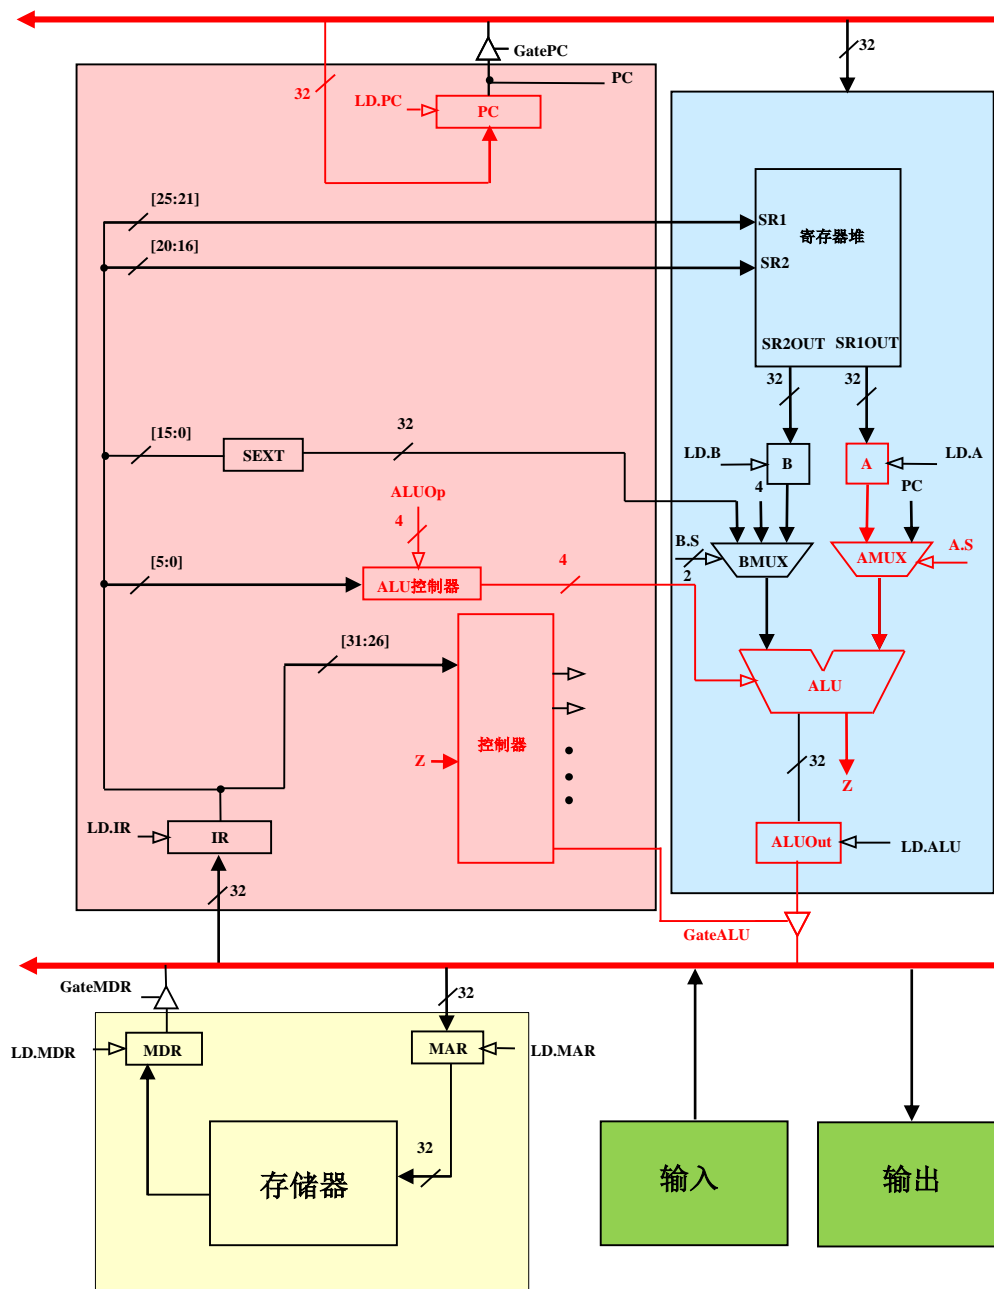 GatePC
32
PC
32
LD.PC
PC
[25:21]
SR1
寄存器堆
[20:16]
SR2
SR2OUT
SR1OUT
32
32
[15:0]
32
SEXT
LD.B
B
A
LD.A
ALUOp
4
PC
4
B.S
2
BMUX
AMUX
A.S
[5:0]
ALU控制器
4
[31:26]
ALU
控制器
Z
32
Z
LD.IR
IR
ALUOut
LD.ALU
32
GateALU
GateMDR
32
LD.MDR
MDR
MAR
LD.MAR
32
存储器
输入
输出